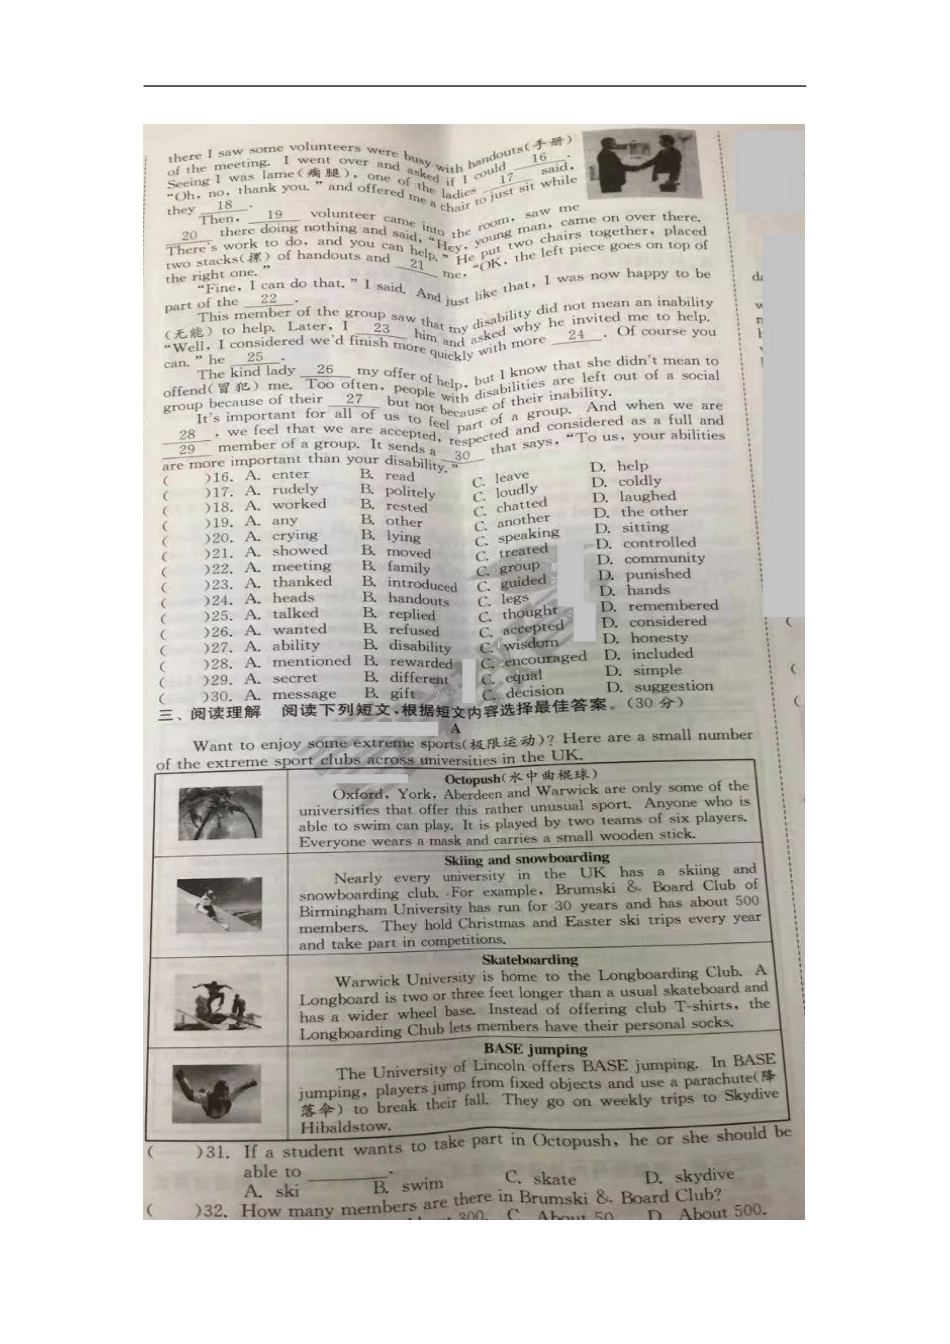 there I saw some volunteers were busy with handouts(手册)
of the meeting. I went over and asked if I could 16 .
Seeing I was lame(瘸腿), one of the ladies 17 said,
"Oh, no, thank you." and offered me a chair to just sit while
they 18 .
Then, 19 volunteer came into the room, saw me
20 there doing nothing and said, "Hey, young man, came on over there.
There's work to do, and you can help." He put two chairs together, placed
two stacks(摞) of handouts and 21 me, "OK, the left piece goes on top of
the right one."
"Fine, I can do that." I said. And just like that, I was now happy to be
part of the 22 .
This member of the group saw that my disability did not mean an inability
(无能) to help. Later, I 23 him and asked why he invited me to help.
"Well, I considered we'd finish more quickly with more 24 . Of course you
can." he 25 .
The kind lady 26 my offer of help, but I know that she didn't mean to
offend(冒犯) me. Too often, people with disabilities are left out of a social
group because of their 27 but not because of their inability.
It's important for all of us to feel part of a group. And when we are
28 , we feel that we are accepted, respected and considered as a full and
29 member of a group. It sends a 30 that says, "To us, your abilities
are more important than your disability."
( )16. A. enter B. read C. leave D. help
( )17. A. rudely B. politely C. loudly D. coldly
( )18. A. worked B. rested C. chatted D. laughed
( )19. A. any B. other C. another D. the other
( )20. A. crying B. lying C. speaking D. sitting
( )21. A. showed B. moved C. treated D. controlled
( )22. A. meeting B. family C. group D. community
( )23. A. thanked B. introduced C. guided D. punished
( )24. A. heads B. handouts C. legs D. hands
( )25. A. talked B. replied C. thought D. remembered
( )26. A. wanted B. refused C. accepted D. considered
( )27. A. ability B. disability C. wisdom D. honesty
( )28. A. mentioned B. rewarded C. encouraged D. included
( )29. A. secret B. different C. equal D. simple
( )30. A. message B. gift C. decision D. suggestion
三、阅读理解 阅读下列短文,根据短文内容选择最佳答案。(30 分)
A
Want to enjoy some extreme sports(极限运动)? Here are a small number
of the extreme sport clubs across universities in the UK.
Octopush(水中曲棍球)
Oxford, York, Aberdeen and Warwick are only some of the
universities that offer this rather unusual sport. Anyone who is
able to swim can play. It is played by two teams of six players.
Everyone wears a mask and carries a small wooden stick.
Skiing and snowboarding
Nearly every university in the UK has a skiing and
snowboarding club. For example, Brumski & Board Club of
Birmingham University has run for 30 years and has about 500
members. They hold Christmas and Easter ski trips every year
and take part in competitions.
Skateboarding
Warwick University is home to the Longboarding Club. A
Longboard is two or three feet longer than a usual skateboard and
has a wider wheel base. Instead of offering club T-shirts, the
Longboarding Chub lets members have their personal socks.
BASE jumping
The University of Lincoln offers BASE jumping. In BASE
jumping, players jump from fixed objects and use a parachute(降
落伞) to break their fall. They go on weekly trips to Skydive
Hibaldstow.
( )31. If a student wants to take part in Octopush, he or she should be
able to .
A. ski B. swim C. skate D. skydive
( )32. How many members are there in Brumski & Board Club?
300. C. About 50 D. About 500.